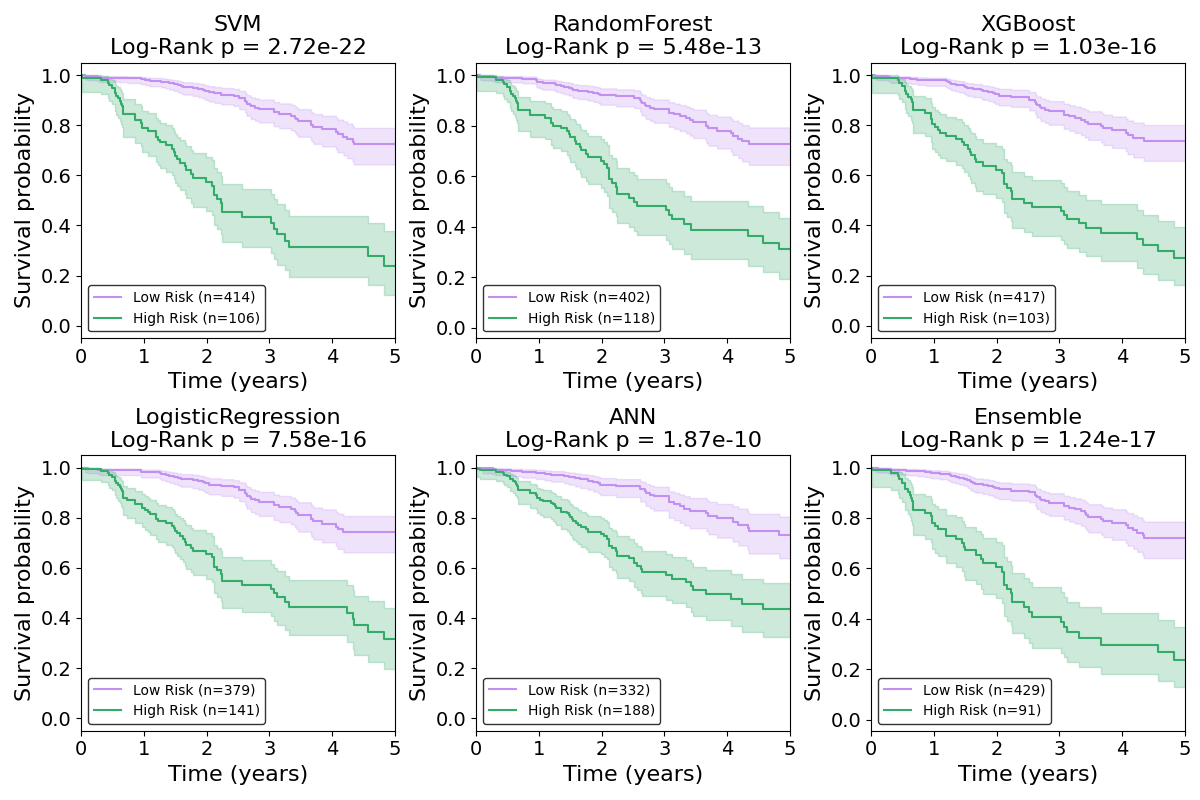 SVM
Log-Rank p = 2.72e-22
Survival probability
1.0
0.8
0.6
0.4
0.2
0.0
Low Risk (n=414)
High Risk (n=106)
0 1 2 3 4 5
Time (years)
RandomForest
Log-Rank p = 5.48e-13
Survival probability
1.0
0.8
0.6
0.4
0.2
0.0
Low Risk (n=402)
High Risk (n=118)
0 1 2 3 4 5
Time (years)
XGBoost
Log-Rank p = 1.03e-16
Survival probability
1.0
0.8
0.6
0.4
0.2
0.0
Low Risk (n=417)
High Risk (n=103)
0 1 2 3 4 5
Time (years)
LogisticRegression
Log-Rank p = 7.58e-16
Survival probability
1.0
0.8
0.6
0.4
0.2
0.0
Low Risk (n=379)
High Risk (n=141)
0 1 2 3 4 5
Time (years)
ANN
Log-Rank p = 1.87e-10
Survival probability
1.0
0.8
0.6
0.4
0.2
0.0
Low Risk (n=332)
High Risk (n=188)
0 1 2 3 4 5
Time (years)
Ensemble
Log-Rank p = 1.24e-17
Survival probability
1.0
0.8
0.6
0.4
0.2
0.0
Low Risk (n=429)
High Risk (n=91)
0 1 2 3 4 5
Time (years)